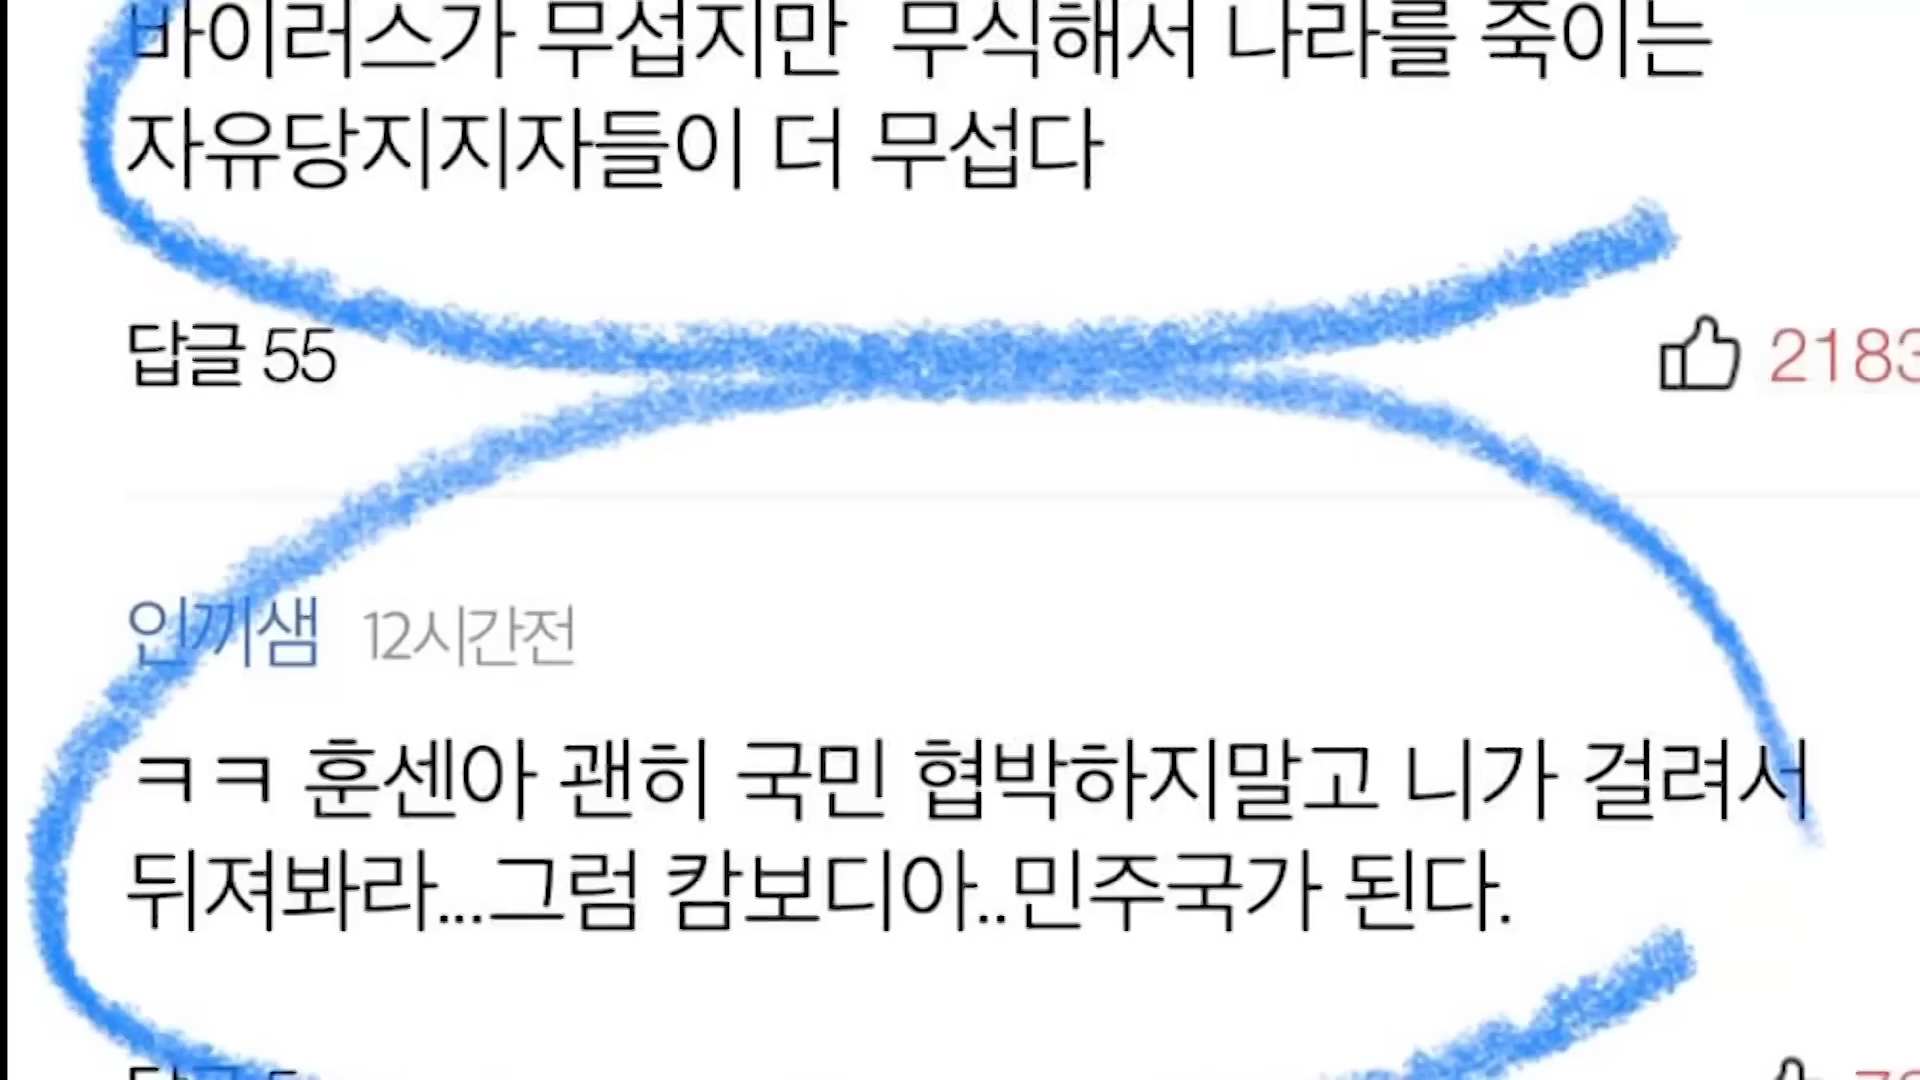 바이러스가 무섭지만 무식해서 나라를 죽이는
자유당지지자들이 더 무섭다
답글 55
2183
인끼샘 12시간전
ㅋㅋ 훈센아 괜히 국민 협박하지말고 니가 걸려서
뒤져봐라...그럼 캄보디아..민주국가 된다.